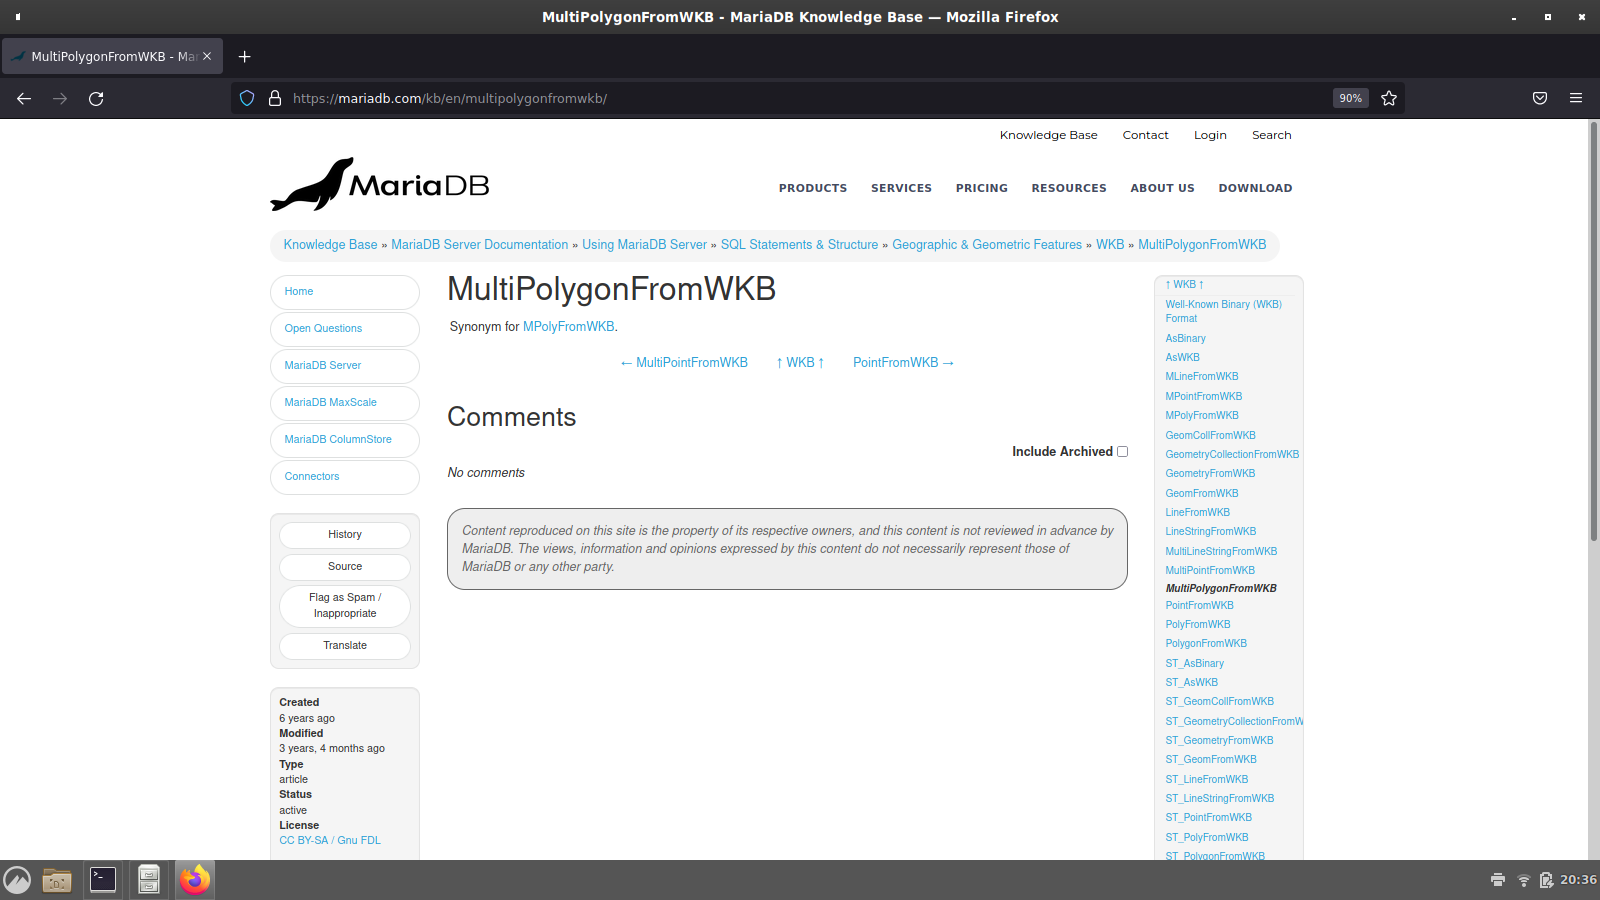 MultiPolygonFromWKB - MariaDB Knowledge Base — Mozilla Firefox
MultiPolygonFromWKB - Mar
https://mariadb.com/kb/en/multipolygonfromwkb/
90%
Knowledge Base Contact Login Search
MariaDB
PRODUCTS SERVICES PRICING RESOURCES ABOUT US DOWNLOAD
Knowledge Base » MariaDB Server Documentation » Using MariaDB Server » SQL Statements & Structure » Geographic & Geometric Features » WKB » MultiPolygonFromWKB
Home
Open Questions
MariaDB Server
MariaDB MaxScale
MariaDB ColumnStore
Connectors
History
Source
Flag as Spam /
Inappropriate
Translate
Created
6 years ago
Modified
3 years, 4 months ago
Type
article
Status
active
License
CC BY-SA / Gnu FDL
MultiPolygonFromWKB
Synonym for MPolyFromWKB.
← MultiPointFromWKB ↑ WKB ↑ PointFromWKB →
Comments
Include Archived
No comments
Content reproduced on this site is the property of its respective owners, and this content is not reviewed in advance by
MariaDB. The views, information and opinions expressed by this content do not necessarily represent those of
MariaDB or any other party.
↑ WKB ↑
Well-Known Binary (WKB)
Format
AsBinary
AsWKB
MLineFromWKB
MPointFromWKB
MPolyFromWKB
GeomCollFromWKB
GeometryCollectionFromWKB
GeometryFromWKB
GeomFromWKB
LineFromWKB
LineStringFromWKB
MultiLineStringFromWKB
MultiPointFromWKB
MultiPolygonFromWKB
PointFromWKB
PolyFromWKB
PolygonFromWKB
ST_AsBinary
ST_AsWKB
ST_GeomCollFromWKB
ST_GeometryCollectionFromW
ST_GeometryFromWKB
ST_GeomFromWKB
ST_LineFromWKB
ST_LineStringFromWKB
ST_PointFromWKB
ST_PolyFromWKB
ST_PolygonFromWKB
20:36